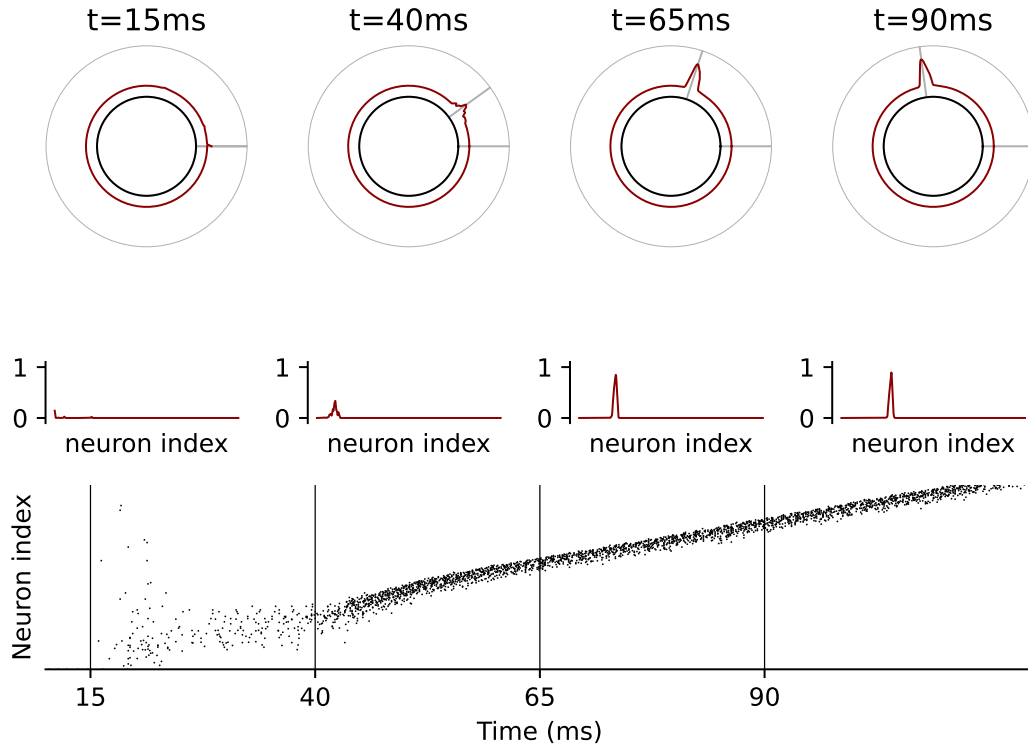 t=15ms t=40ms t=65ms t=90ms
1 1 1 1
0 0 0 0
neuron index neuron index neuron index neuron index
Neuron index
15 40 65 90
Time (ms)